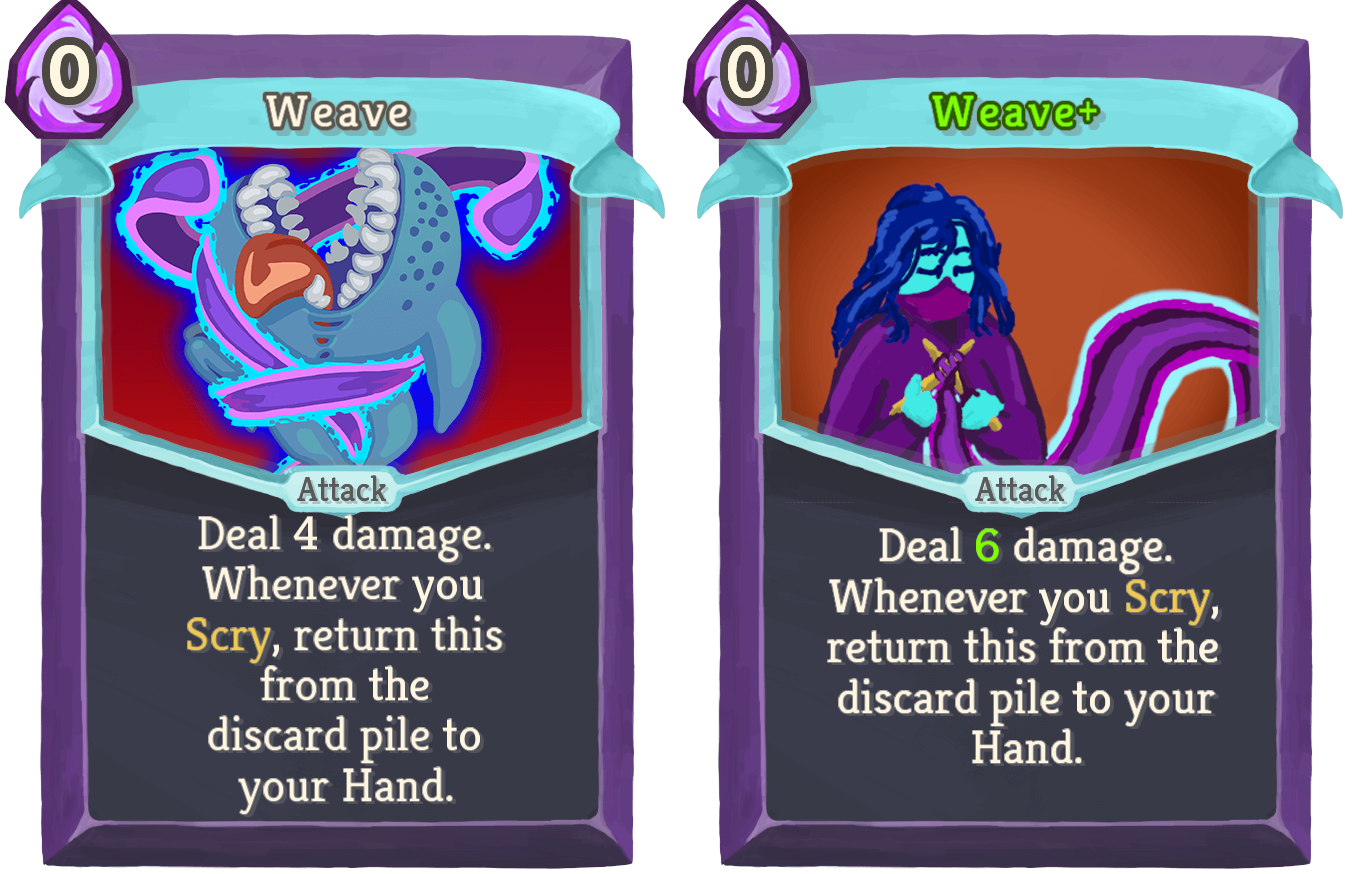 0
Weave
Attack
Deal 4 damage.
Whenever you
Scry, return this
from the
discard pile to
your Hand.
0
Weave+
Attack
Deal 6 damage.
Whenever you Scry,
return this from the
discard pile to your
Hand.